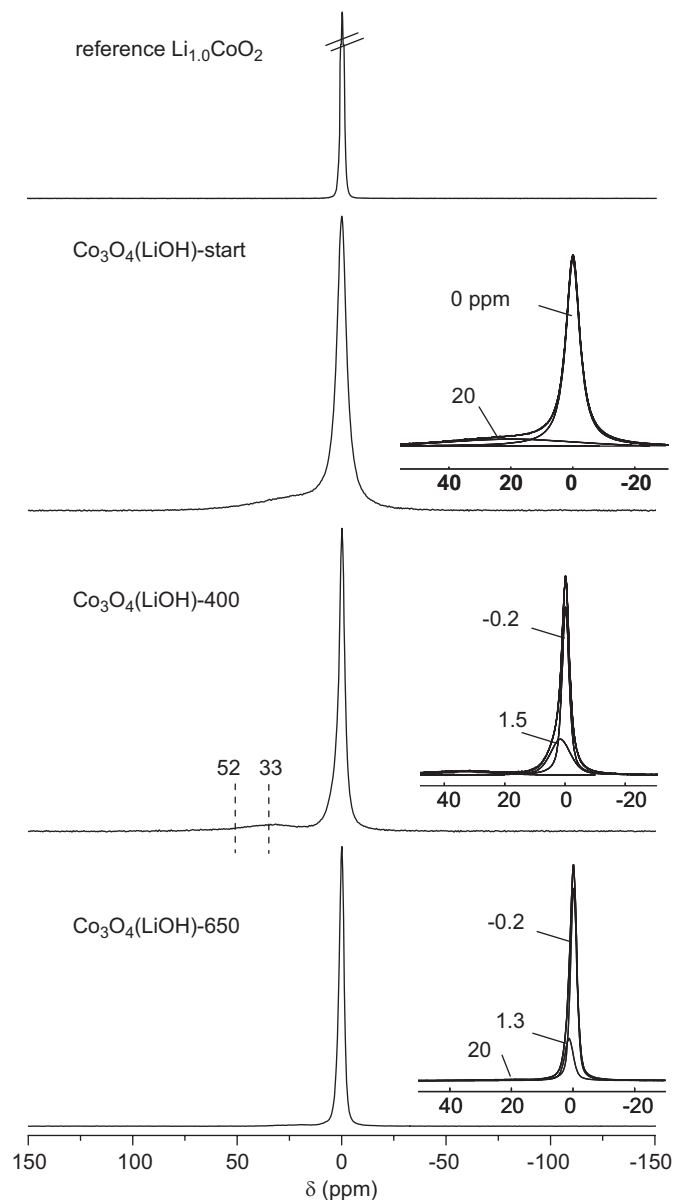 reference Li₁.₀CoO₂
Co₃O₄(LiOH)-start
0 ppm
20
40 20 0 -20
Co₃O₄(LiOH)-400
-0.2
1.5
52 33
40 20 0 -20
Co₃O₄(LiOH)-650
-0.2
1.3
20
40 20 0 -20
150 100 50 0 -50 -100 -150
δ (ppm)